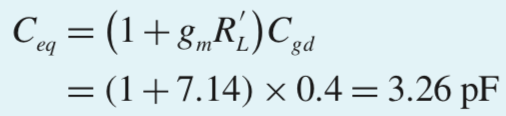 C_eq = (1+g_m R'_L)C_gd
= (1+7.14) × 0.4 = 3.26 pF